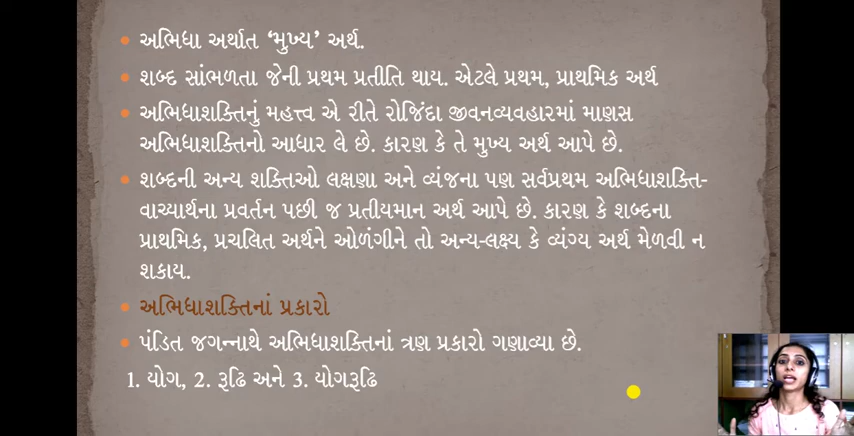 • અભિધા અર્થાત ‘મુખ્ય’ અર્થ.
• શબ્દ સાંભળતા જેની પ્રથમ પ્રતીતિ થાય. એટલે પ્રથમ, પ્રાથમિક અર્થ
• અભિધાશક્તિનું મહત્ત્વ એ રીતે રોજિંદા જીવનવ્યવહારમાં માણસ
અભિધાશક્તિનો આધાર લે છે. કારણ કે તે મુખ્ય અર્થ આપે છે.
• શબ્દની અન્ય શક્તિઓ લક્ષણા અને વ્યંજના પણ સર્વપ્રથમ અભિધાશક્તિ-
વાચ્યાર્થના પ્રવર્તન પછી જ પ્રતીયમાન અર્થ આપે છે. કારણ કે શબ્દના
પ્રાથમિક, પ્રચલિત અર્થને ઓળંગીને તો અન્ય-લક્ષ્ય કે વ્યંગ્ય અર્થ મેળવી ન
શકાય.
• અભિધાશક્તિનાં પ્રકારો
• પંડિત જગન્નાથે અભિધાશક્તિનાં ત્રણ પ્રકારો ગણાવ્યા છે.
1. યોગ, 2. રૂઢિ અને 3. યોગરૂઢિ